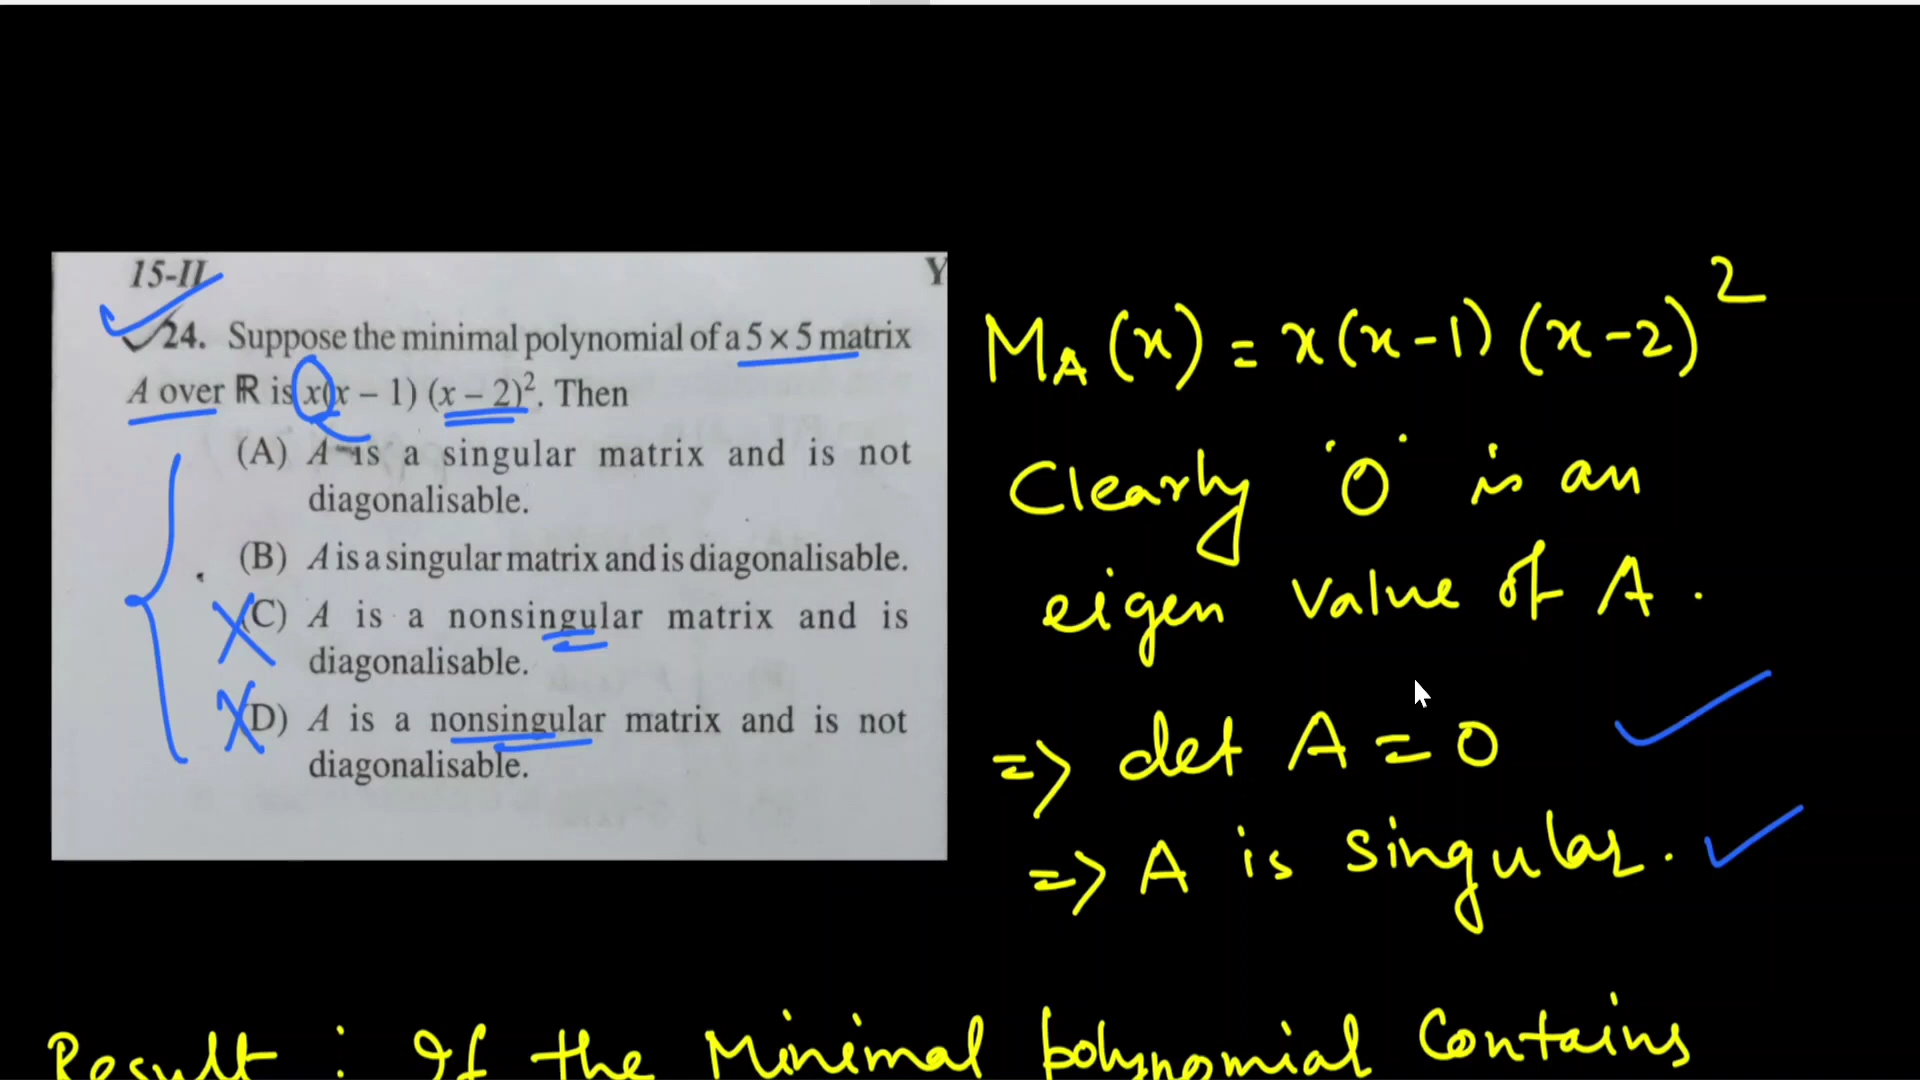 15-II
Y
24. Suppose the minimal polynomial of a 5 × 5 matrix
A over ℝ is x(x – 1) (x – 2)². Then
(A) A is a singular matrix and is not
diagonalisable.
(B) A is a singular matrix and is diagonalisable.
(C) A is a nonsingular matrix and is
diagonalisable.
(D) A is a nonsingular matrix and is not
diagonalisable.
M_A(x) = x(x-1)(x-2)²
Clearly '0' is an
eigen value of A.
=> det A = 0
=> A is singular.
Result : If the Minimal polynomial Contains